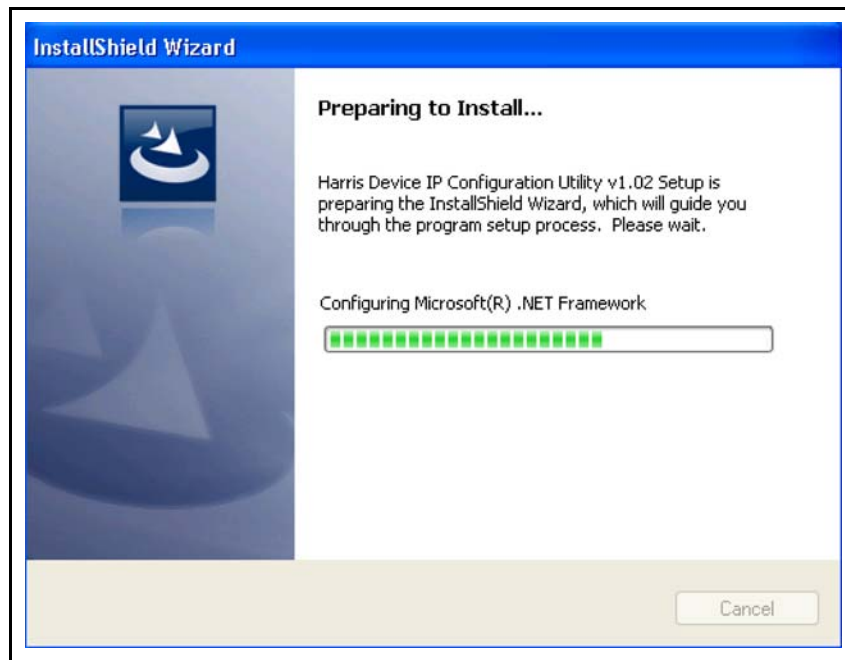 InstallShield Wizard
Preparing to Install...
Harris Device IP Configuration Utility v1.02 Setup is
preparing the InstallShield Wizard, which will guide you
through the program setup process.  Please wait.
Configuring Microsoft(R) .NET Framework
Cancel